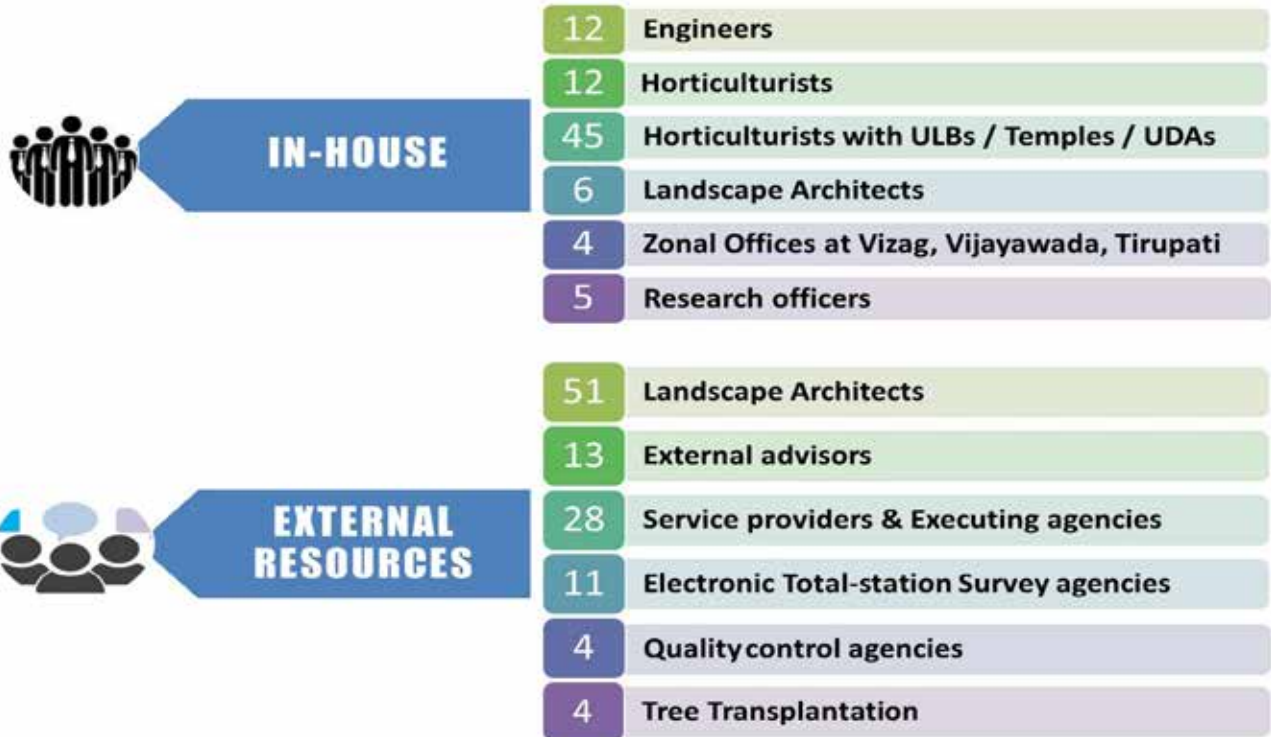 IN-HOUSE
12 Engineers
12 Horticulturists
45 Horticulturists with ULBs / Temples / UDAs
6 Landscape Architects
4 Zonal Offices at Vizag, Vijayawada, Tirupati
5 Research officers
EXTERNAL
RESOURCES
51 Landscape Architects
13 External advisors
28 Service providers & Executing agencies
11 Electronic Total-station Survey agencies
4 Quality control agencies
4 Tree Transplantation